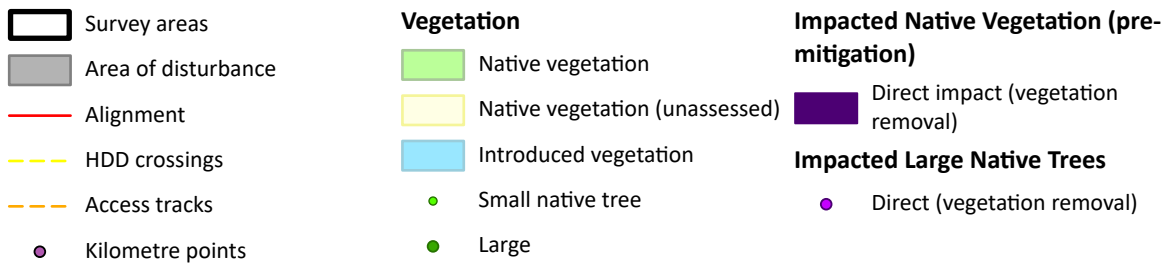 Survey areas
Area of disturbance
Alignment
HDD crossings
Access tracks
Kilometre points
Vegetation
Native vegetation
Native vegetation (unassessed)
Introduced vegetation
Small native tree
Large
Impacted Native Vegetation (pre-
mitigation)
Direct impact (vegetation
removal)
Impacted Large Native Trees
Direct (vegetation removal)